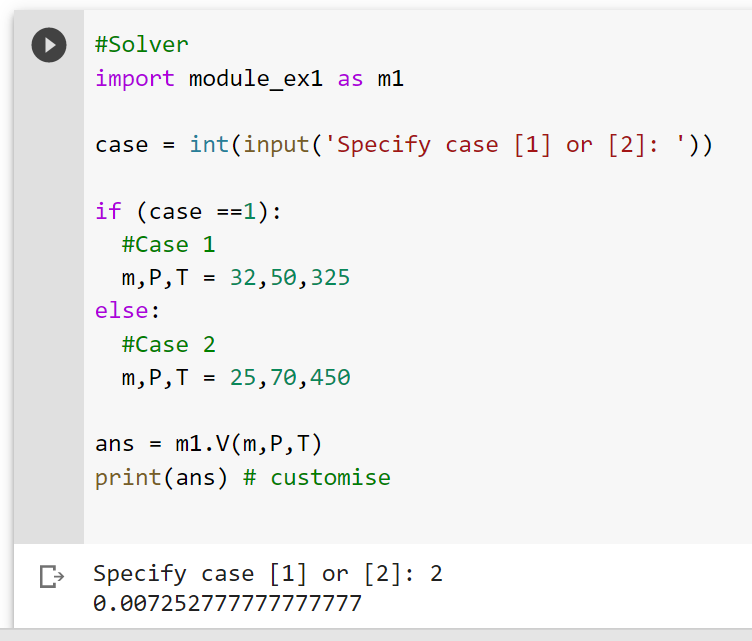 #Solver
import module_ex1 as m1
case = int(input('Specify case [1] or [2]: '))
if (case ==1):
  #Case 1
  m,P,T = 32,50,325
else:
  #Case 2
  m,P,T = 25,70,450
ans = m1.V(m,P,T)
print(ans) # customise
Specify case [1] or [2]: 2
0.007252777777777777